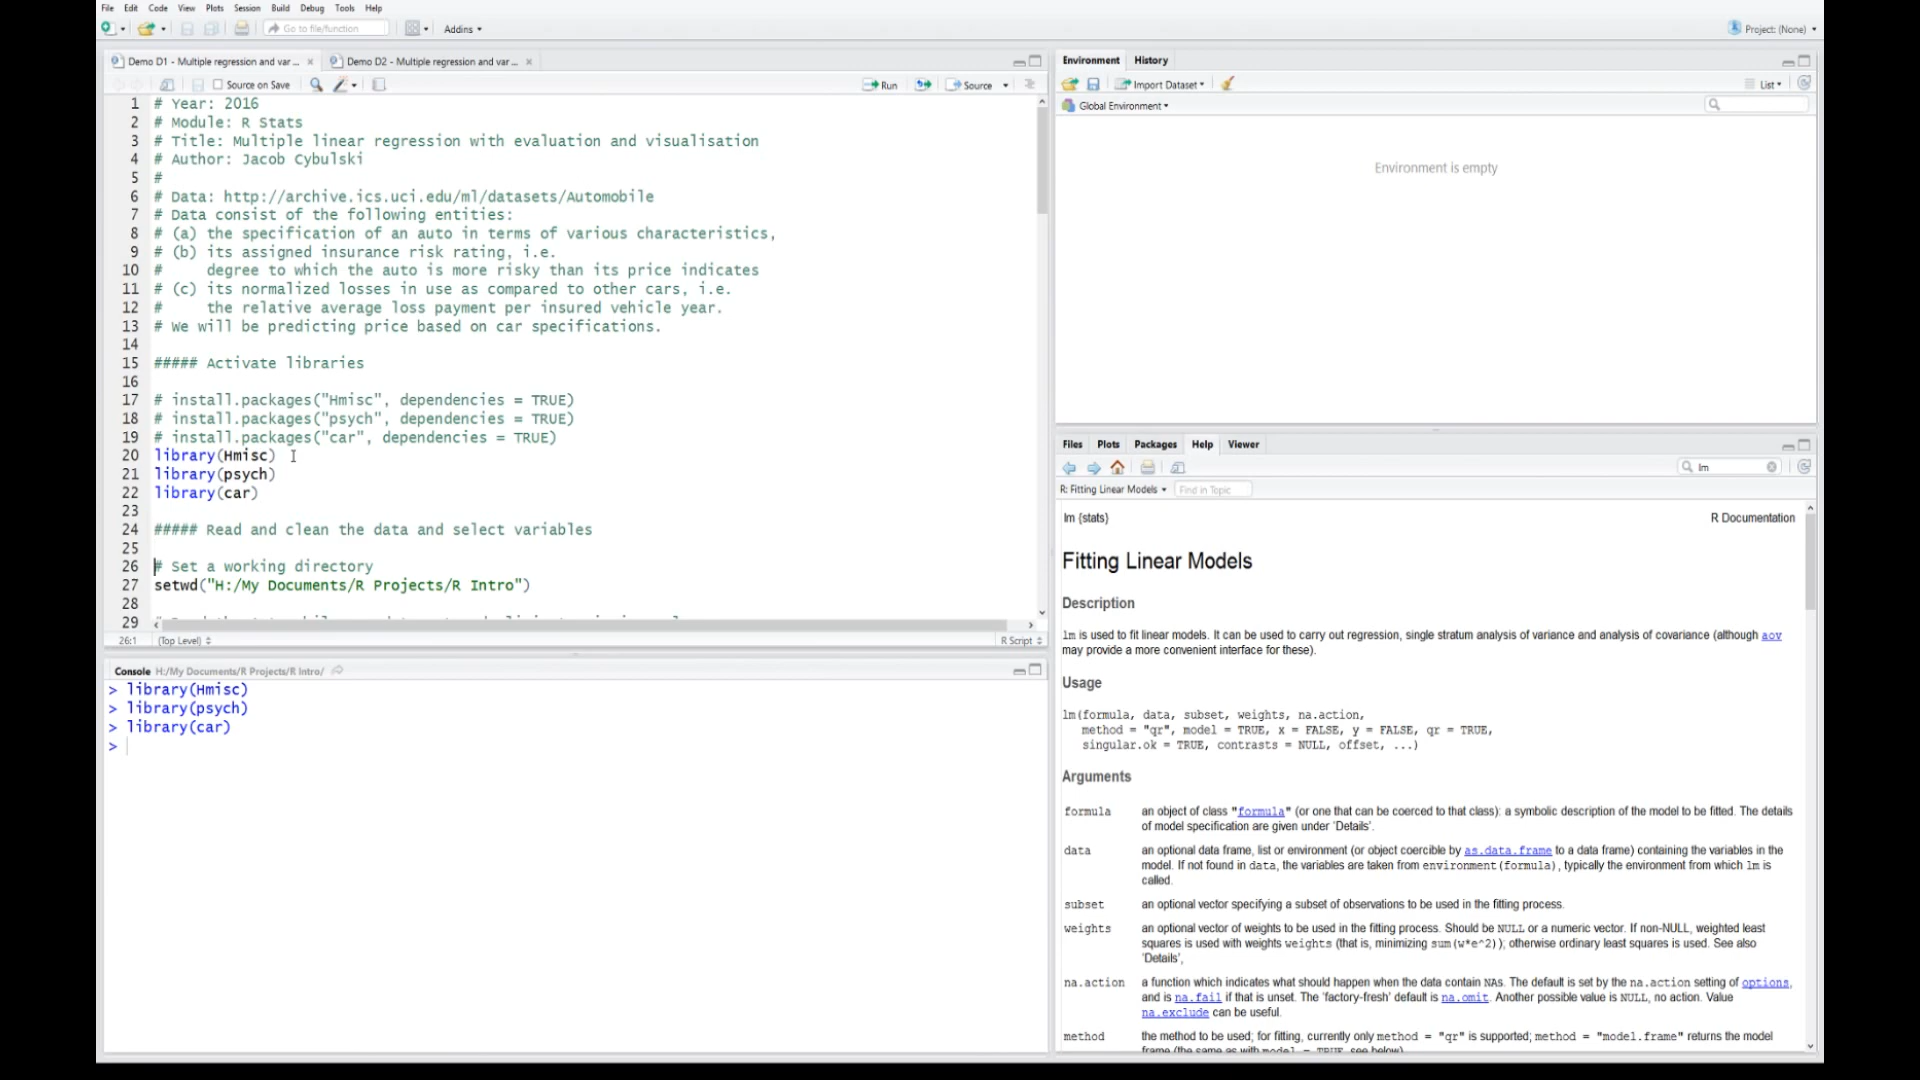 File Edit Code View Plots Session Build Debug Tools Help
Go to file/function Addins Project: (None)
Demo D1 - Multiple regression and var ... Demo D2 - Multiple regression and var ...
Source on Save Run Source
1 # Year: 2016
2 # Module: R Stats
3 # Title: Multiple linear regression with evaluation and visualisation
4 # Author: Jacob Cybulski
5 #
6 # Data: http://archive.ics.uci.edu/ml/datasets/Automobile
7 # Data consist of the following entities:
8 # (a) the specification of an auto in terms of various characteristics,
9 # (b) its assigned insurance risk rating, i.e.
10 #     degree to which the auto is more risky than its price indicates
11 # (c) its normalized losses in use as compared to other cars, i.e.
12 #     the relative average loss payment per insured vehicle year.
13 # We will be predicting price based on car specifications.
14
15 ##### Activate libraries
16
17 # install.packages("Hmisc", dependencies = TRUE)
18 # install.packages("psych", dependencies = TRUE)
19 # install.packages("car", dependencies = TRUE)
20 library(Hmisc)
21 library(psych)
22 library(car)
23
24 ##### Read and clean the data and select variables
25
26 # Set a working directory
27 setwd("H:/My Documents/R Projects/R Intro")
28
29
26:1 (Top Level) R Script
Console H:/My Documents/R Projects/R Intro/
> library(Hmisc)
> library(psych)
> library(car)
>
Environment History
Import Dataset List
Global Environment
Environment is empty
Files Plots Packages Help Viewer
lm
R: Fitting Linear Models Find in Topic
lm {stats} R Documentation
Fitting Linear Models
Description
lm is used to fit linear models. It can be used to carry out regression, single stratum analysis of variance and analysis of covariance (although aov
may provide a more convenient interface for these).
Usage
lm(formula, data, subset, weights, na.action,
   method = "qr", model = TRUE, x = FALSE, y = FALSE, qr = TRUE,
   singular.ok = TRUE, contrasts = NULL, offset, ...)
Arguments
formula an object of class "formula" (or one that can be coerced to that class): a symbolic description of the model to be fitted. The details
of model specification are given under 'Details'.
data an optional data frame, list or environment (or object coercible by as.data.frame to a data frame) containing the variables in the
model. If not found in data, the variables are taken from environment(formula), typically the environment from which lm is
called.
subset an optional vector specifying a subset of observations to be used in the fitting process.
weights an optional vector of weights to be used in the fitting process. Should be NULL or a numeric vector. If non-NULL, weighted least
squares is used with weights weights (that is, minimizing sum(w*e^2)); otherwise ordinary least squares is used. See also
'Details',
na.action a function which indicates what should happen when the data contain NAs. The default is set by the na.action setting of options,
and is na.fail if that is unset. The 'factory-fresh' default is na.omit. Another possible value is NULL, no action. Value
na.exclude can be useful.
method the method to be used; for fitting, currently only method = "qr" is supported; method = "model.frame" returns the model
frame (the same as with model = TRUE, see below)